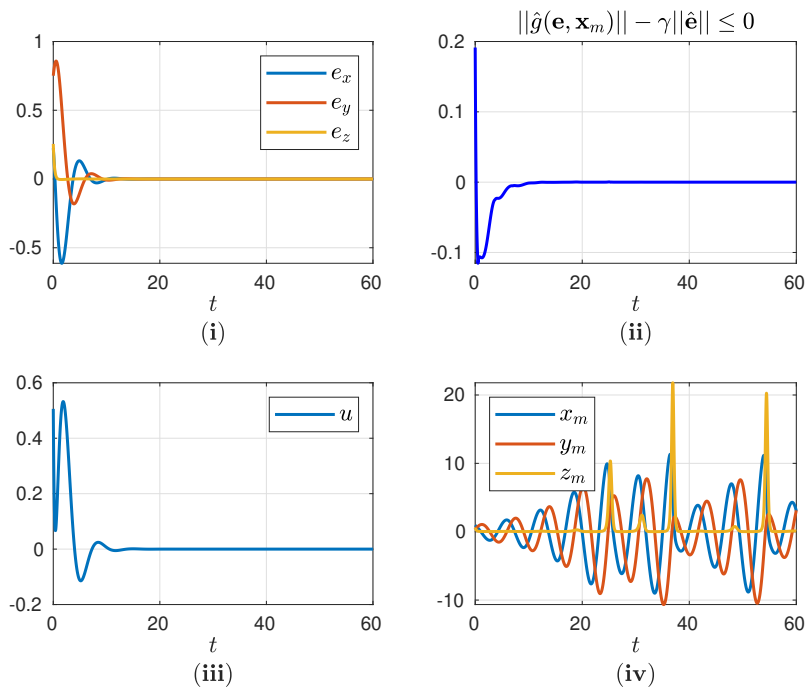 1
0.5
0
-0.5
0 20 40 60
e_x
e_y
e_z
t
(i)
||ĝ(e, x_m)|| − γ||ê|| ≤ 0
0.2
0.1
0
-0.1
0 20 40 60
t
(ii)
0.6
0.4
0.2
0
-0.2
0 20 40 60
u
t
(iii)
20
10
0
-10
0 20 40 60
x_m
y_m
z_m
t
(iv)